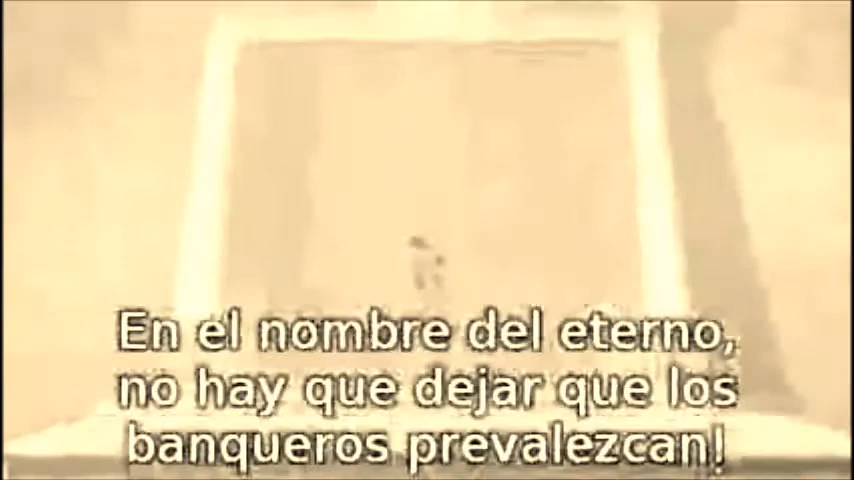 En el nombre del eterno,
no hay que dejar que los
banqueros prevalezcan!